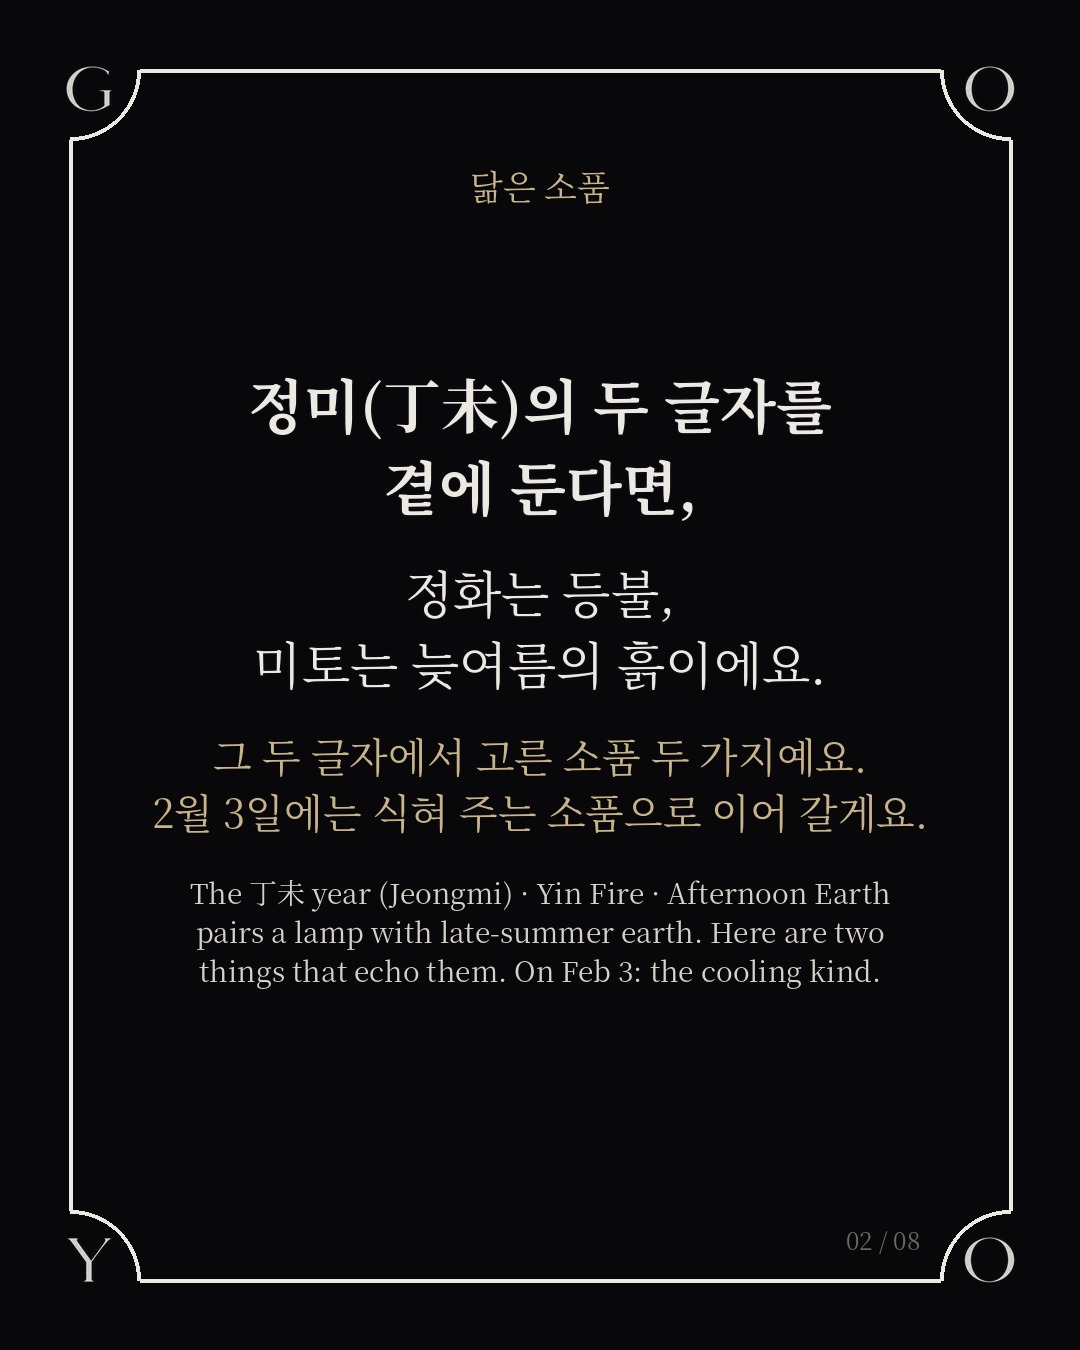 G
O
닮은 소품
정미(丁未)의 두 글자를
곁에 둔다면,
정화는 등불,
미토는 늦여름의 흙이에요.
그 두 글자에서 고른 소품 두 가지예요.
2월 3일에는 식혀 주는 소품으로 이어 갈게요.
The 丁未 year (Jeongmi) · Yin Fire · Afternoon Earth
pairs a lamp with late-summer earth. Here are two
things that echo them. On Feb 3: the cooling kind.
02 / 08
Y
O